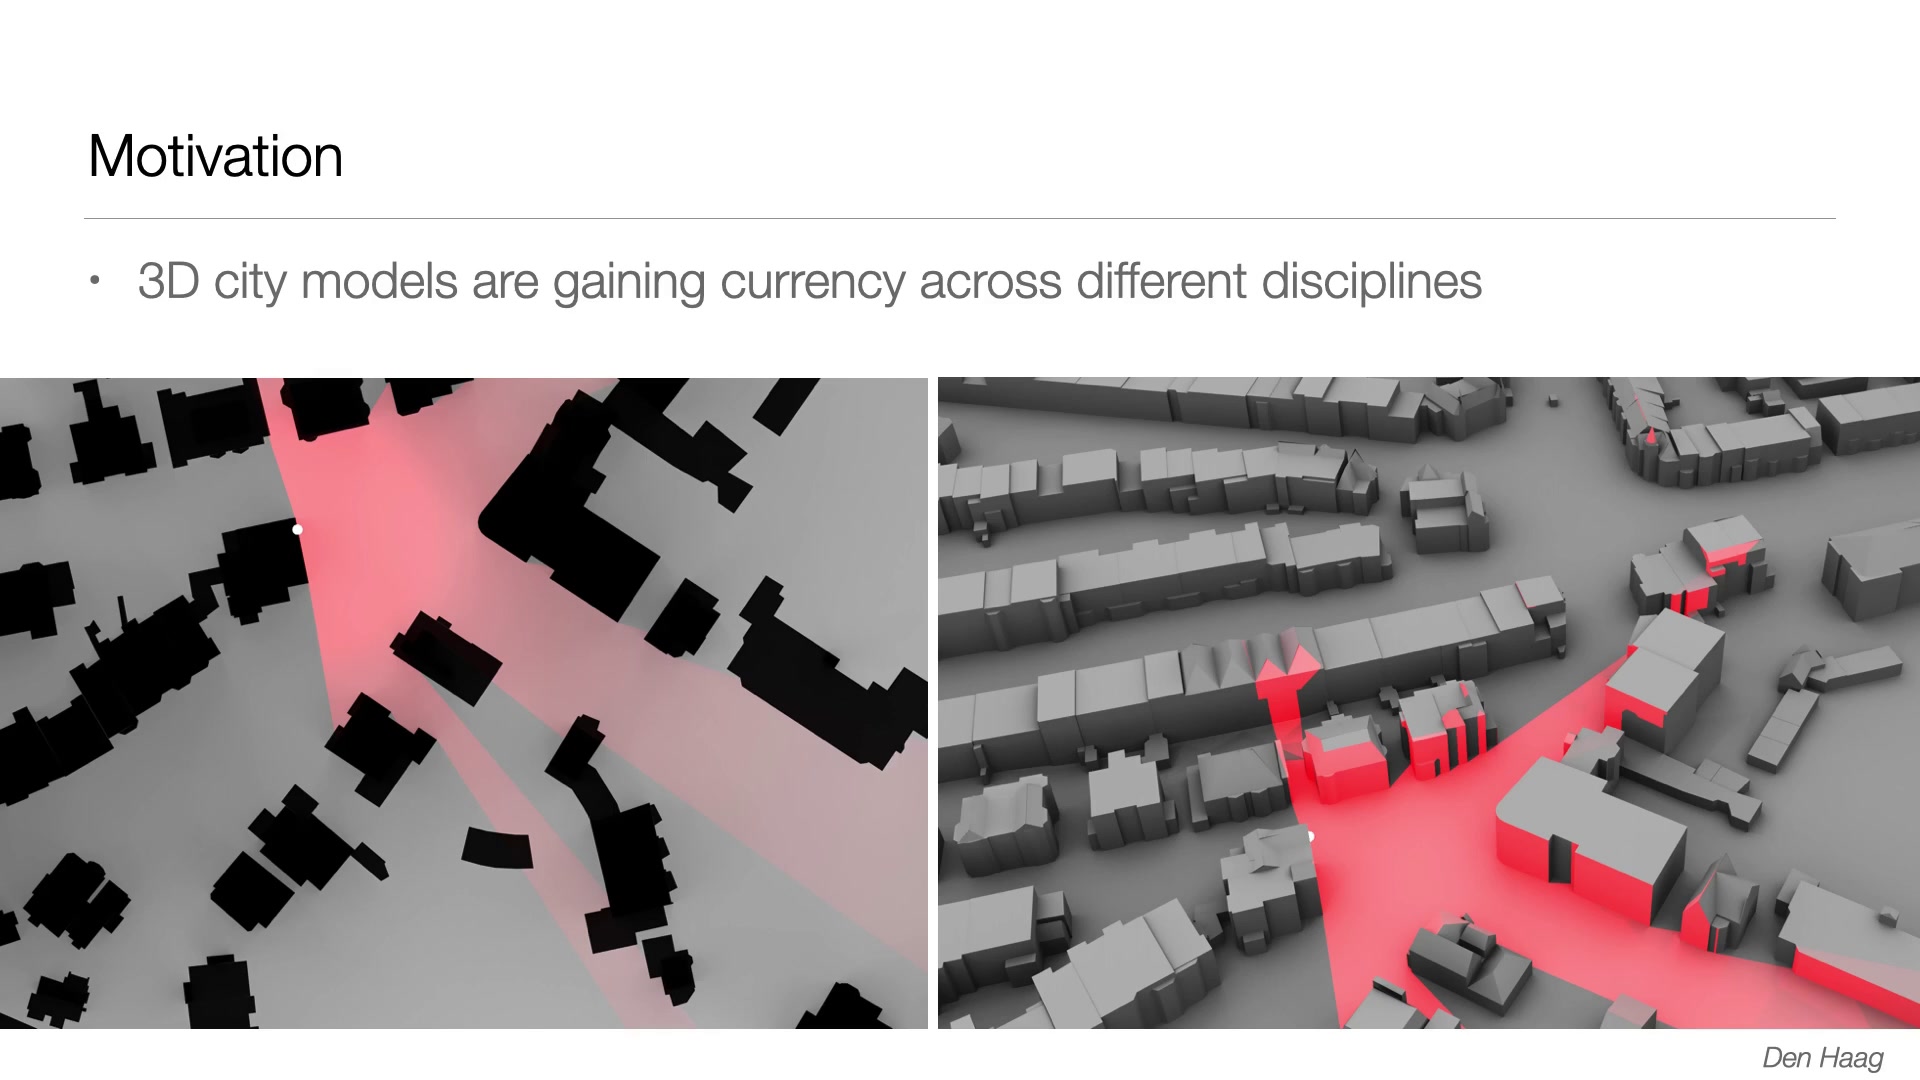 Motivation
• 3D city models are gaining currency across different disciplines
Den Haag